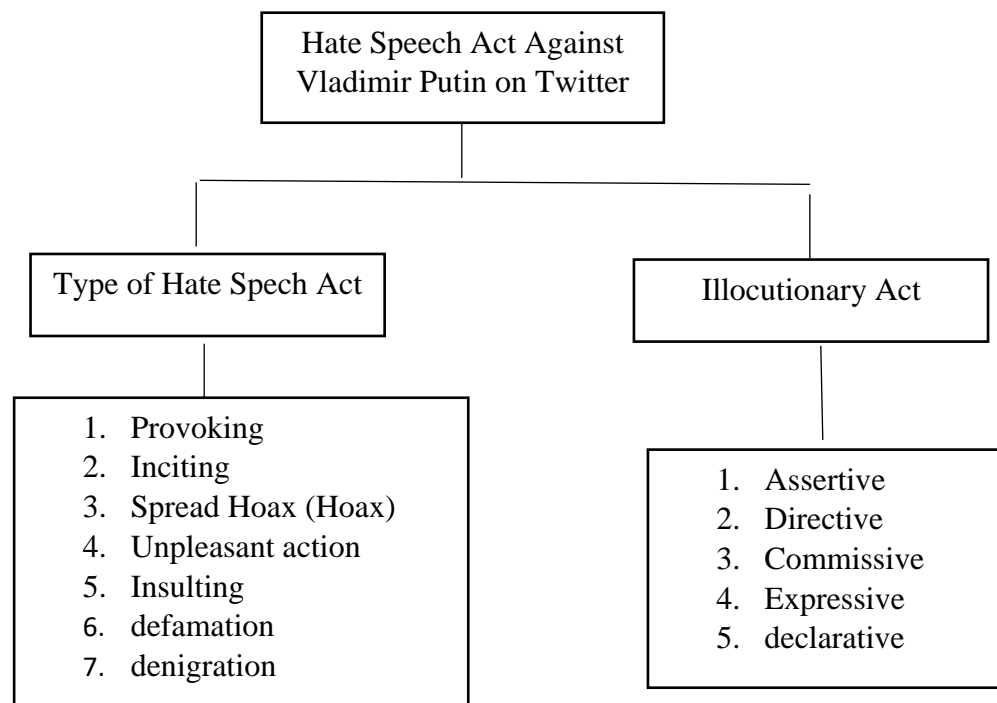 Hate Speech Act Against
Vladimir Putin on Twitter
Type of Hate Spech Act
Illocutionary Act
1. Provoking
2. Inciting
3. Spread Hoax (Hoax)
4. Unpleasant action
5. Insulting
6. defamation
7. denigration
1. Assertive
2. Directive
3. Commissive
4. Expressive
5. declarative